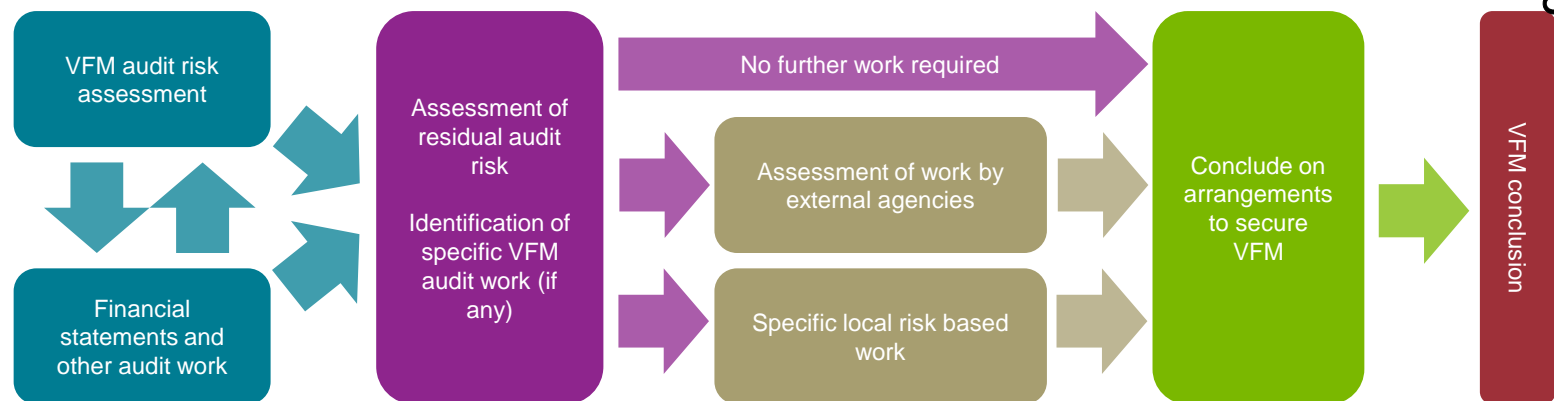 VFM audit risk
assessment
Financial
statements and
other audit work
Assessment of
residual audit
risk
Identification of
specific VFM
audit work (if
any)
No further work required
Assessment of work by
external agencies
Specific local risk based
work
Conclude on
arrangements
to secure
VFM
VFM conclusion